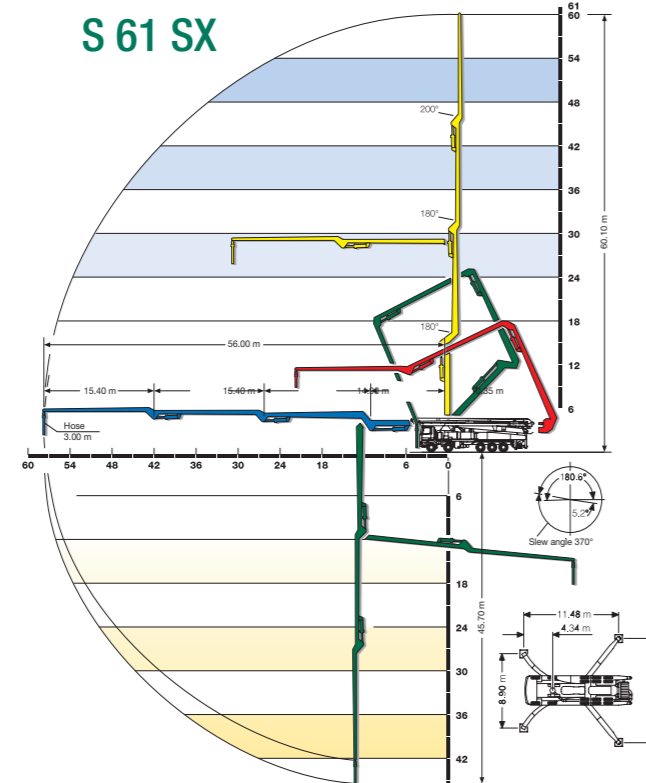 S 61 SX
61
60
54
48
200°
42
36
180°
30
60.10 m
24
18
180°
56.00 m
12
15.40 m
15.40 m
6
Hose
3.00 m
60 54 48 42 36 30 24 18 12 6 0
6
180.6°
5.2°
Slew angle 370°
18
45.70 m
11.48 m
4.34 m
24
8.90 m
30
36
42